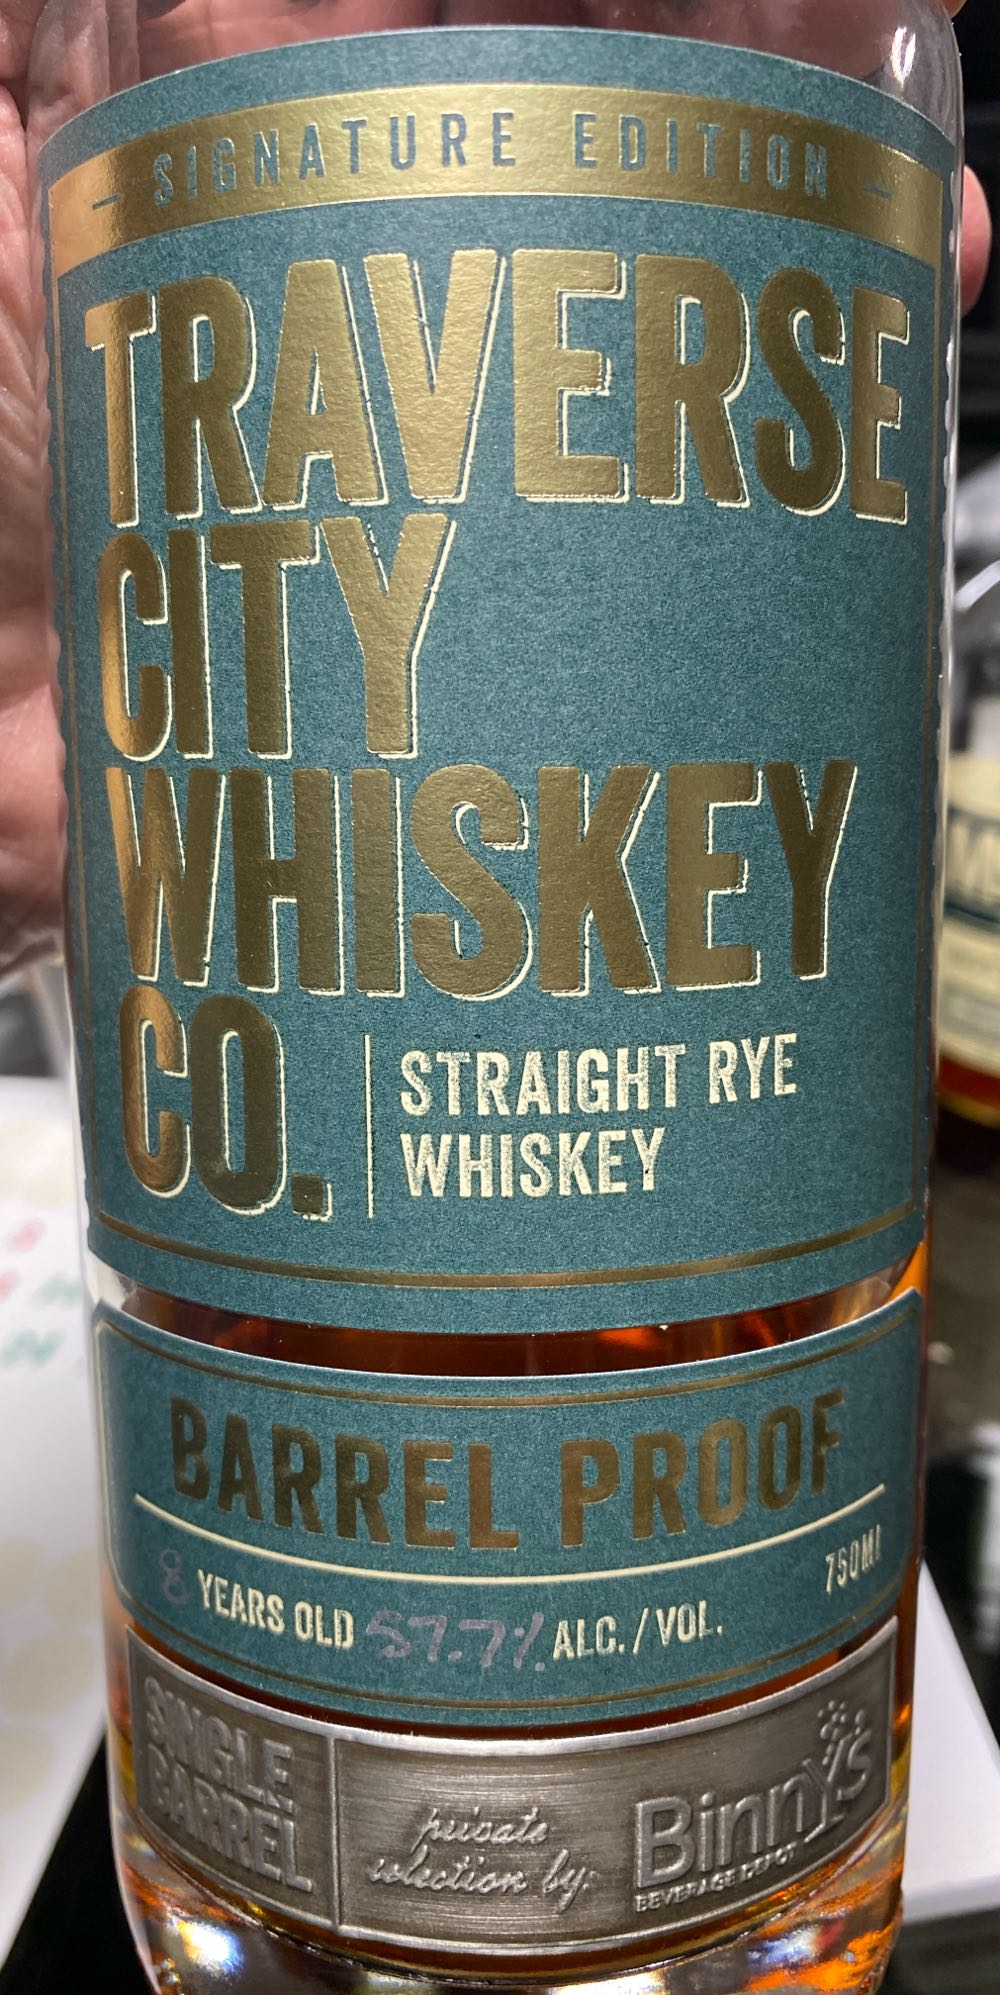 — SIGNATURE EDITION —
TRAVERSE
CITY
WHISKEY
CO.
STRAIGHT RYE
WHISKEY
BARREL PROOF
750ML
8 YEARS OLD 57.7% ALC./VOL.
SINGLE
BARREL
private
selection by:
Binny's
BEVERAGE DEPOT